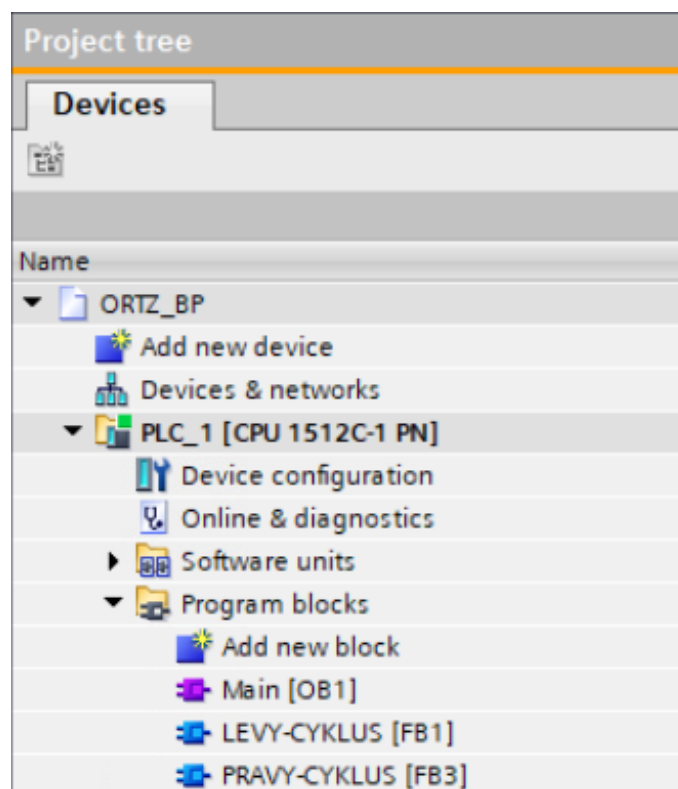 Project tree
Devices
Name
ORTZ_BP
Add new device
Devices & networks
PLC_1 [CPU 1512C-1 PN]
Device configuration
Online & diagnostics
Software units
Program blocks
Add new block
Main [OB1]
LEVY-CYKLUS [FB1]
PRAVY-CYKLUS [FB3]